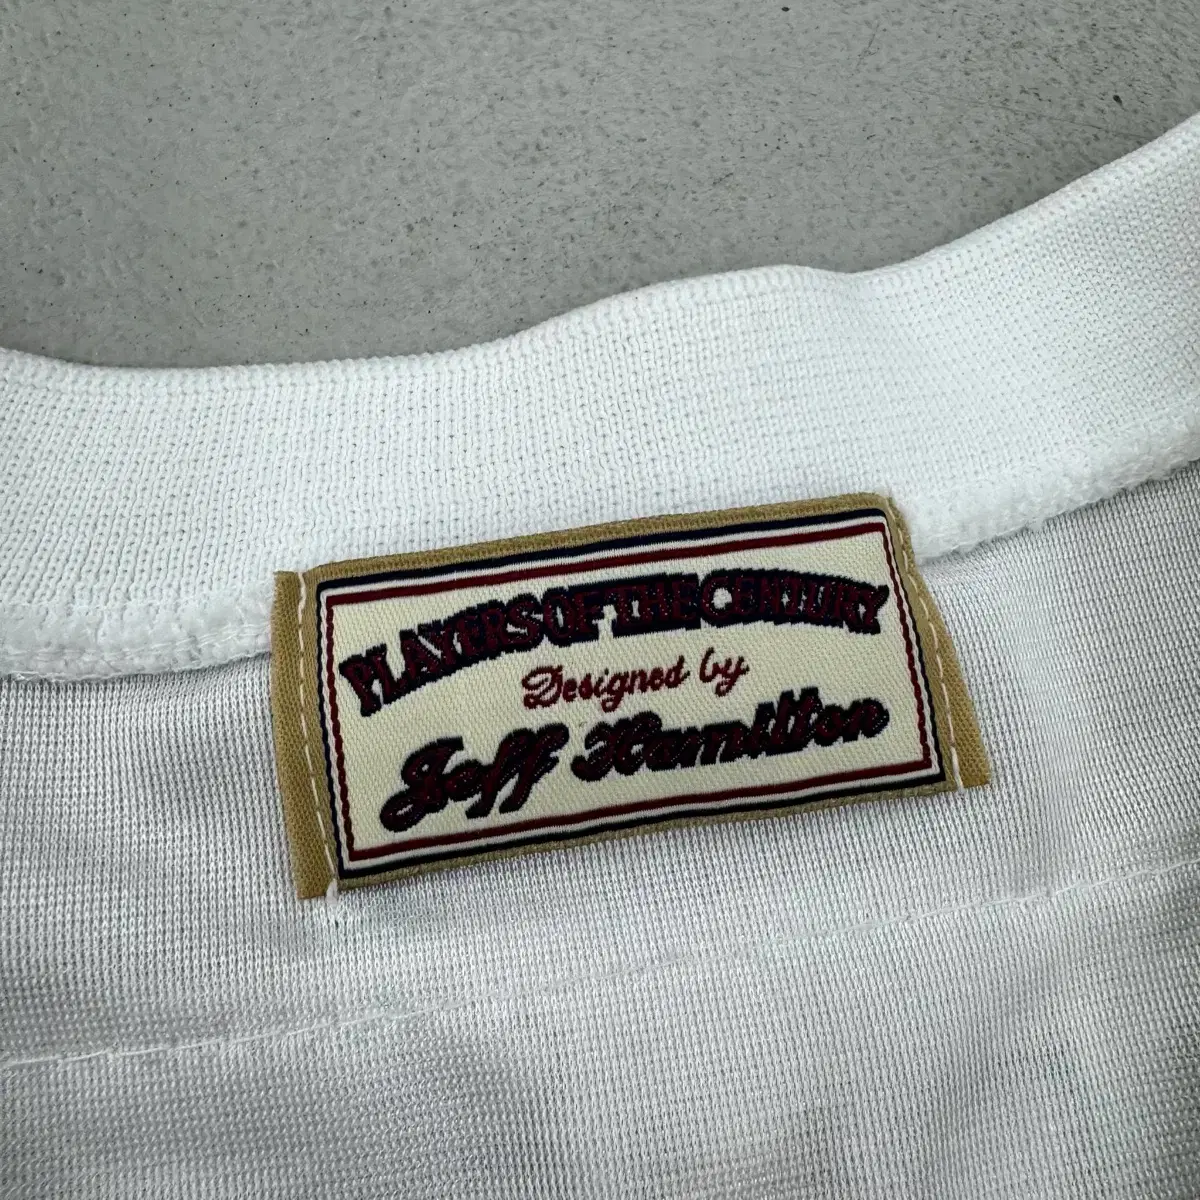 PLAYERS OF THE CENTURY
Designed by
Jeff Hamilton